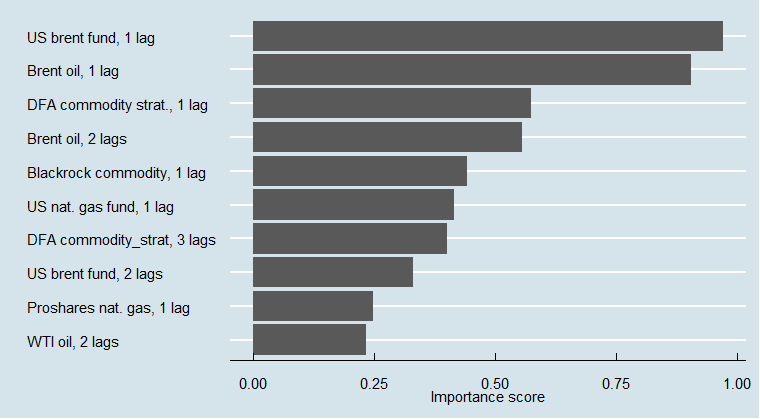 US brent fund, 1 lag
Brent oil, 1 lag
DFA commodity strat., 1 lag
Brent oil, 2 lags
Blackrock commodity, 1 lag
US nat. gas fund, 1 lag
DFA commodity_strat, 3 lags
US brent fund, 2 lags
Proshares nat. gas, 1 lag
WTI oil, 2 lags
0.00 0.25 0.50 0.75 1.00
Importance score